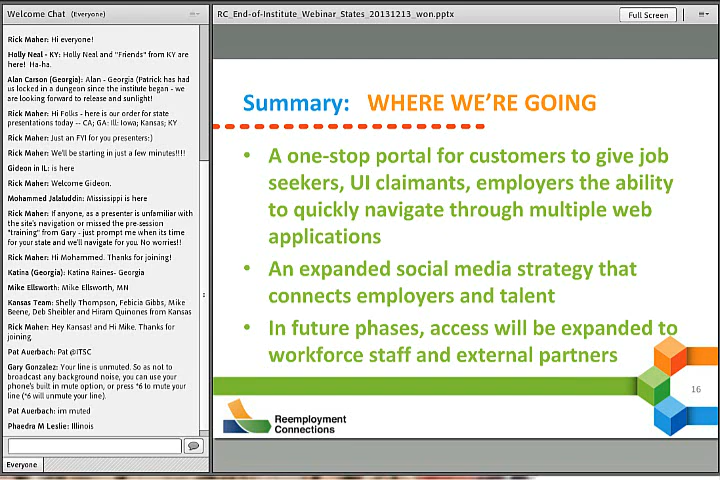 Welcome Chat (Everyone)
Rick Maher: Hi everyone!
Holly Neal - KY: Holly Neal and "Friends" from KY are
here! Ha-ha.
Alan Carson (Georgia): Alan - Georgia (Patrick has had
us locked in a dungeon since the institute began - we
are looking forward to release and sunlight!
Rick Maher: Hi Folks - here is our order for state
presentations today -- CA; GA: Ill: Iowa; Kansas; KY
Rick Maher: Just an FYI for you presenters:)
Rick Maher: We'll be starting in just a few minutes!!!!
Gideon in IL: is here
Rick Maher: Welcome Gideon.
Mohammed Jalaluddin: Mississippi is here
Rick Maher: If anyone, as a presenter is unfamiliar with
the site's navigation or missed the pre-session
"training" from Gary - just prompt me when its time
for your state and we'll navigate for you. No worries!!
Rick Maher: Hi Mohammed. Thanks for joining!
Katina (Georgia): Katina Raines- Georgia
Mike Ellsworth: Mike Ellsworth, MN
Kansas Team: Shelly Thompson, Febicia Gibbs, Mike
Beene, Deb Sheibler and Hiram Quinones from Kansas
Rick Maher: Hey Kansas! and Hi Mike. Thanks for
joining
Pat Auerbach: Pat @ITSC
Gary Gonzalez: Your line is unmuted. So as not to
broadcast any background noise, you can use your
phone's built in mute option, or press *6 to mute your
line (*6 will unmute your line).
Pat Auerbach: im muted
Phaedra M Leslie: Illinois
Everyone
RC_End-of-Institute_Webinar_States_20131213_won.pptx
Full Screen
Summary: WHERE WE'RE GOING
• A one-stop portal for customers to give job
seekers, UI claimants, employers the ability
to quickly navigate through multiple web
applications
• An expanded social media strategy that
connects employers and talent
• In future phases, access will be expanded to
workforce staff and external partners
16
Reemployment
Connections